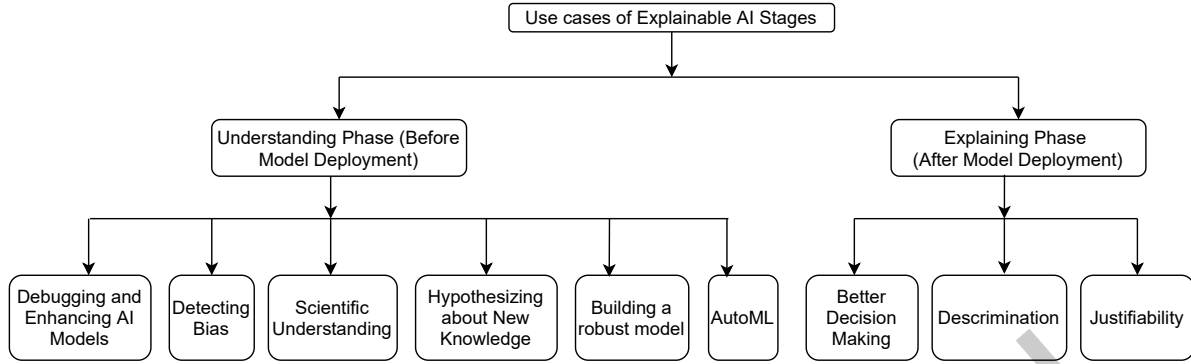 Use cases of Explainable AI Stages
Understanding Phase (Before
Model Deployment)
Explaining Phase
(After Model Deployment)
Debugging and
Enhancing AI
Models
Detecting
Bias
Scientific
Understanding
Hypothesizing
about New
Knowledge
Building a
robust model
AutoML
Better
Decision
Making
Descrimination
Justifiability